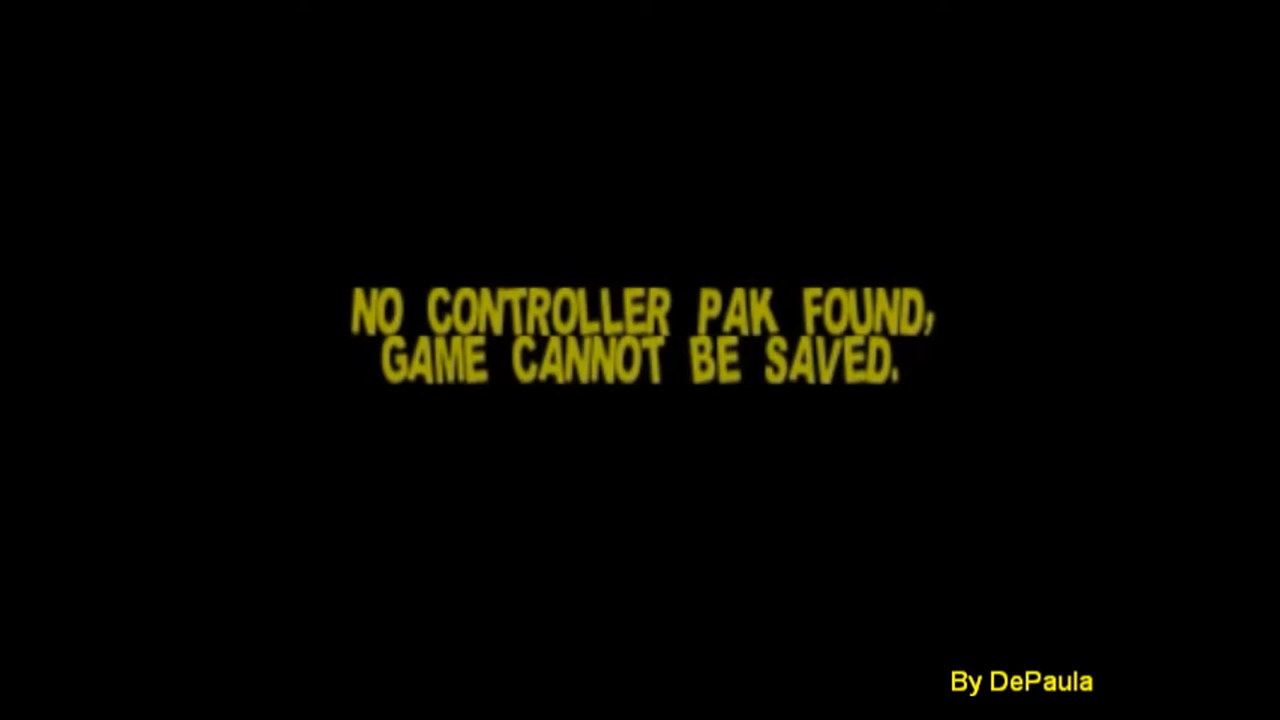 NO CONTROLLER PAK FOUND,
GAME CANNOT BE SAVED.
By DePaula